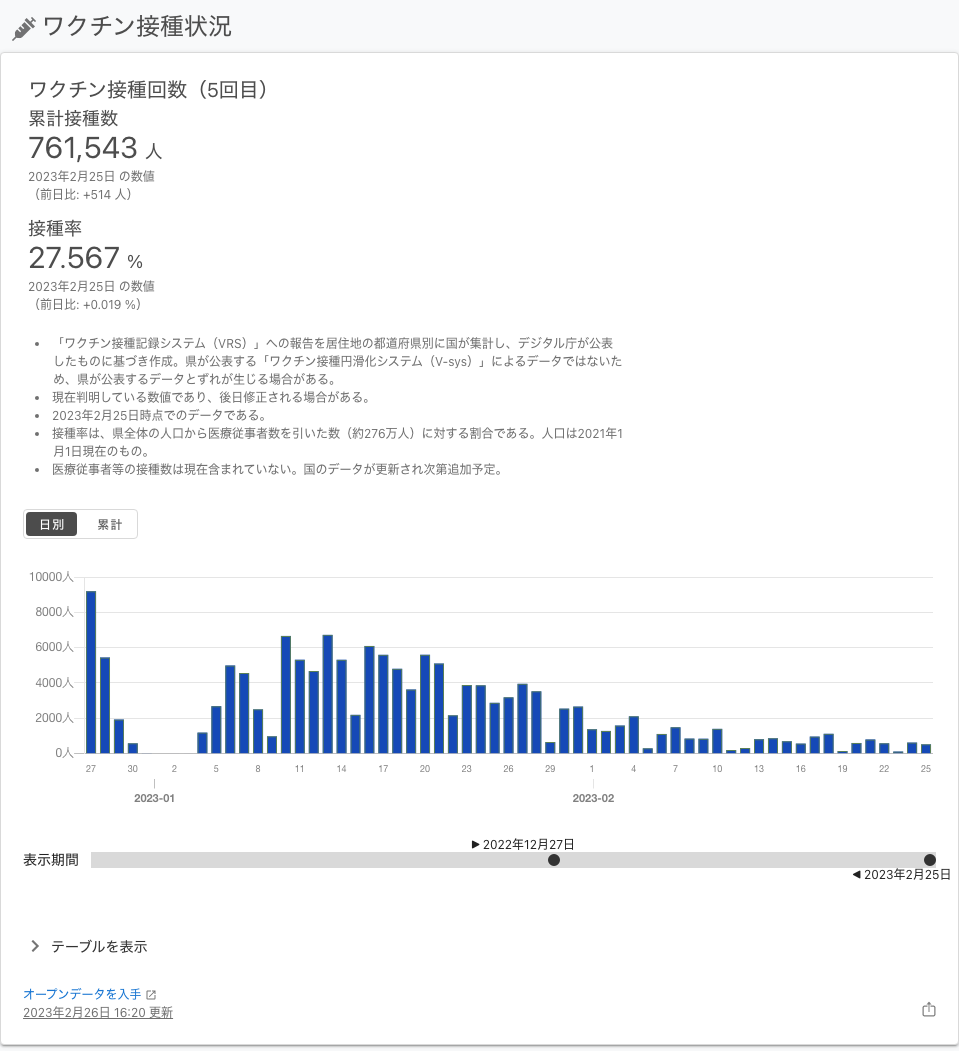 ワクチン接種状況
ワクチン接種回数（5回目）
累計接種数
761,543 人
2023年2月25日 の数値
（前日比: +514 人）
接種率
27.567 %
2023年2月25日 の数値
（前日比: +0.019 %）
• 「ワクチン接種記録システム（VRS）」への報告を居住地の都道府県別に国が集計し、デジタル庁が公表
したものに基づき作成。県が公表する「ワクチン接種円滑化システム（V-sys）」によるデータではないた
め、県が公表するデータとずれが生じる場合がある。
• 現在判明している数値であり、後日修正される場合がある。
• 2023年2月25日時点でのデータである。
• 接種率は、県全体の人口から医療従事者数を引いた数（約276万人）に対する割合である。人口は2021年1
月1日現在のもの。
• 医療従事者等の接種数は現在含まれていない。国のデータが更新され次第追加予定。
日別 累計
10000人
8000人
6000人
4000人
2000人
0人
27 30 2 5 8 11 14 17 20 23 26 29 1 4 7 10 13 16 19 22 25
2023-01 2023-02
▶ 2022年12月27日
表示期間
◀ 2023年2月25日
テーブルを表示
オープンデータを入手
2023年2月26日 16:20 更新